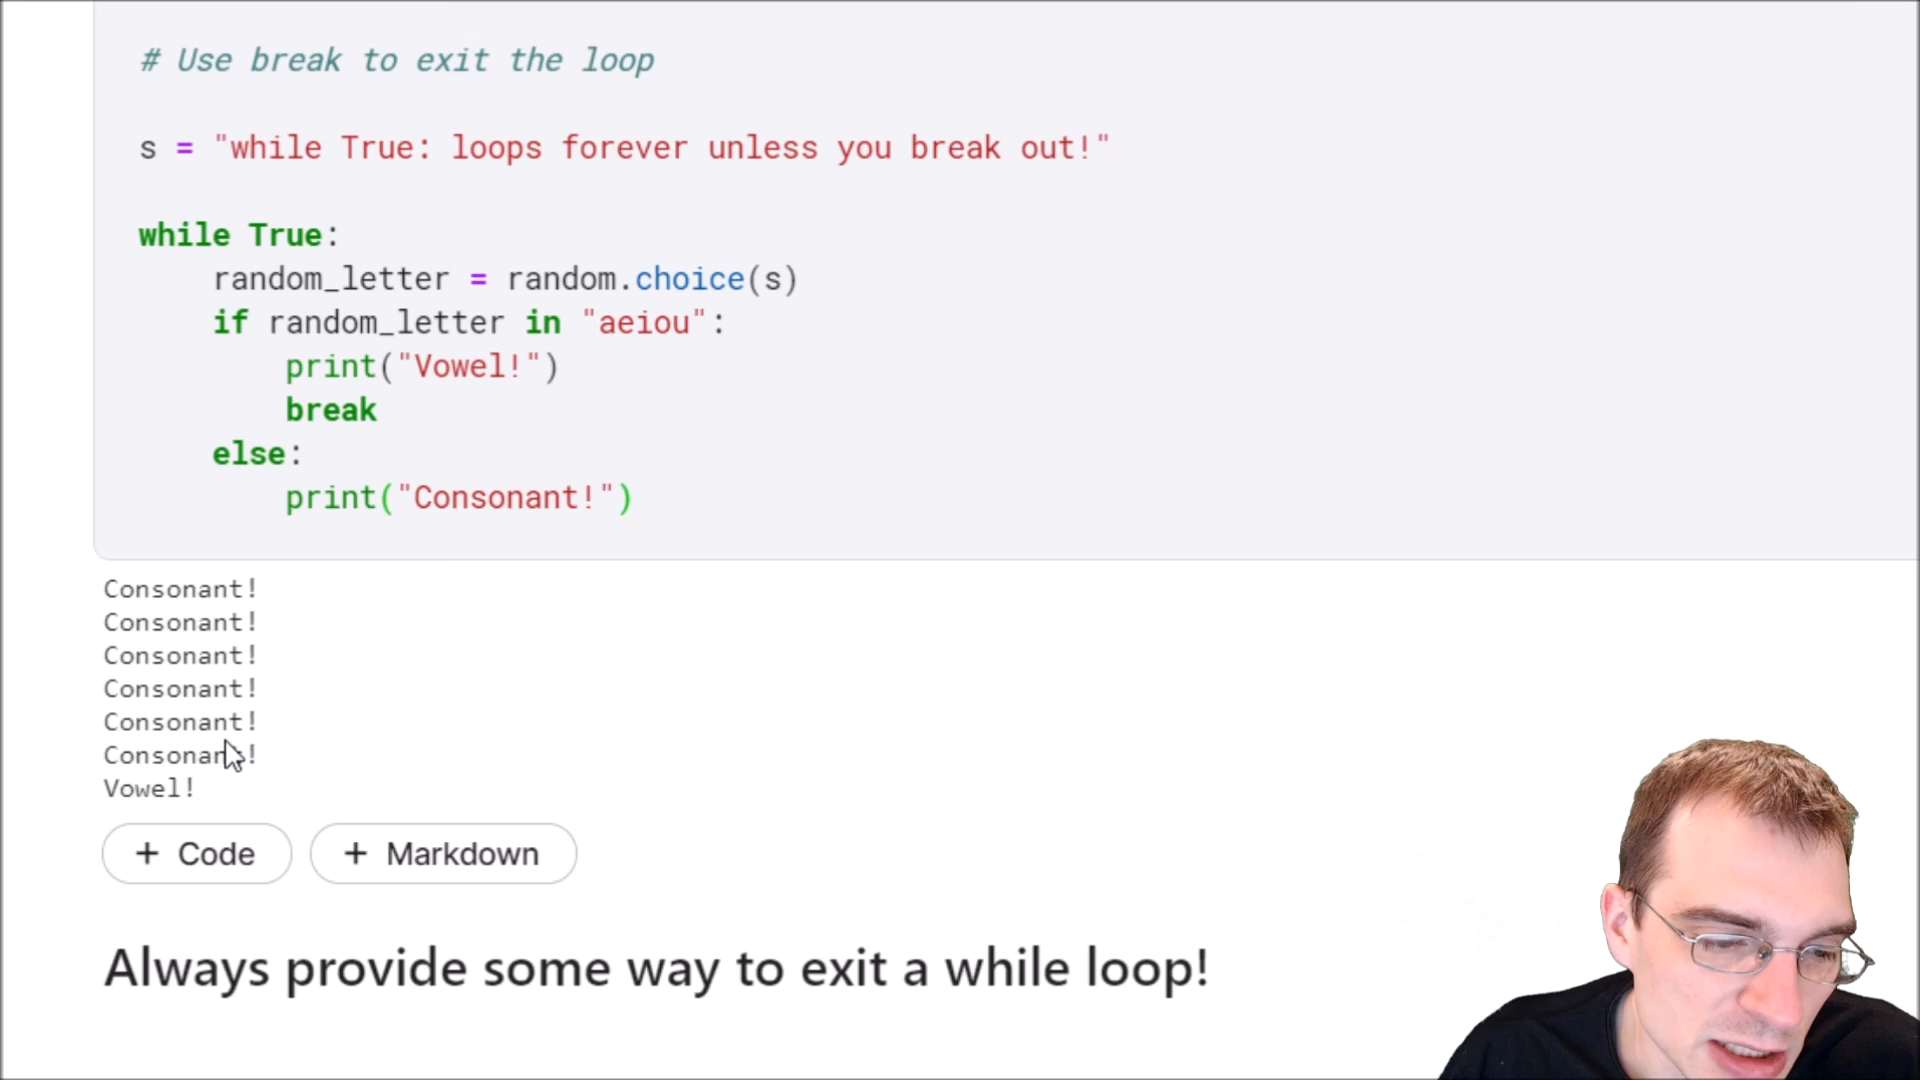 # Use break to exit the loop
s = "while True: loops forever unless you break out!"
while True:
    random_letter = random.choice(s)
    if random_letter in "aeiou":
        print("Vowel!")
        break
    else:
        print("Consonant!")
Consonant!
Consonant!
Consonant!
Consonant!
Consonant!
Consonant!
Vowel!
+ Code
+ Markdown
Always provide some way to exit a while loop!